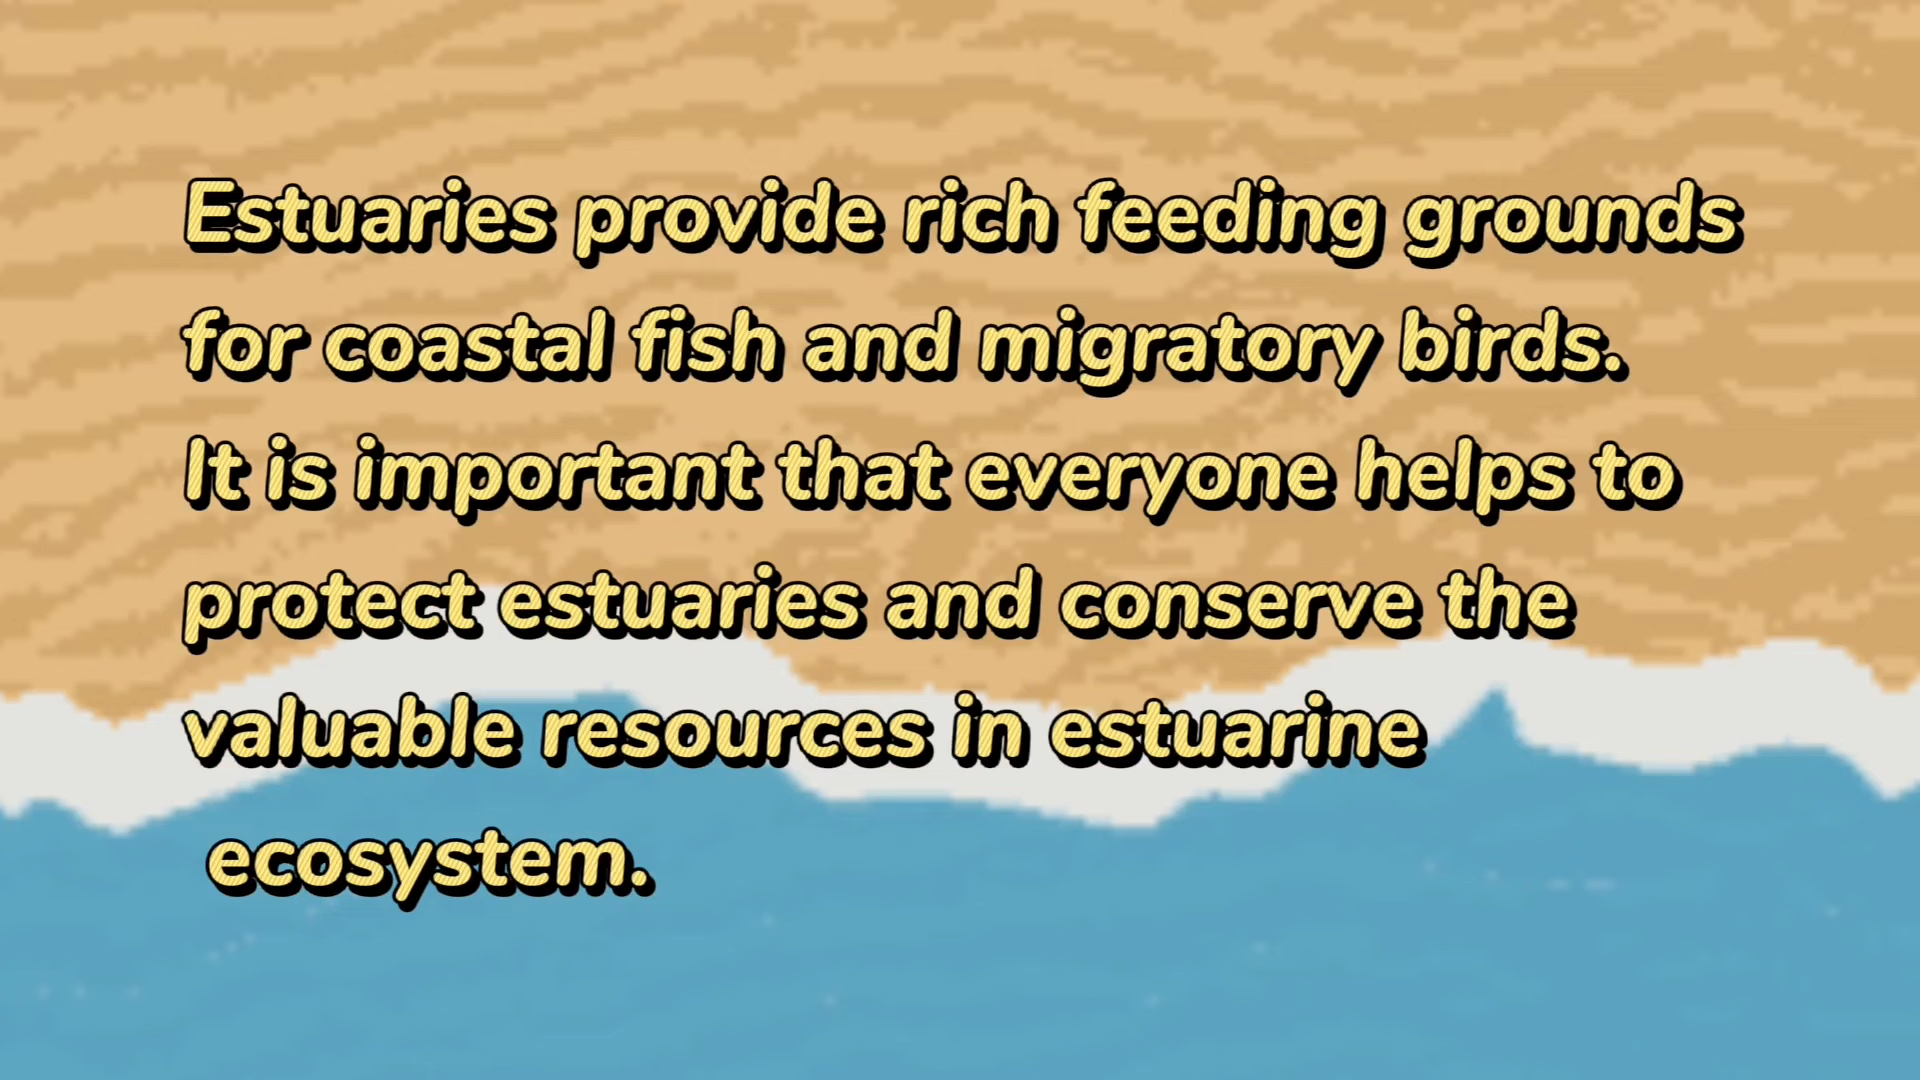 Estuaries provide rich feeding grounds
for coastal fish and migratory birds.
It is important that everyone helps to
protect estuaries and conserve the
valuable resources in estuarine
ecosystem.